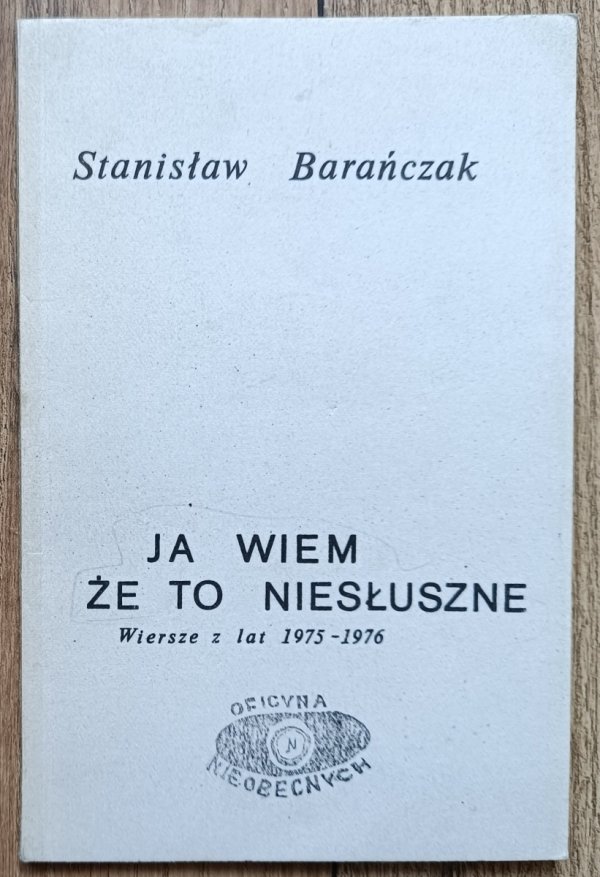 Stanisław Barańczak
JA WIEM
ŻE TO NIESŁUSZNE
Wiersze z lat 1975-1976
OFICYNA
N
NIEOBECNYCH